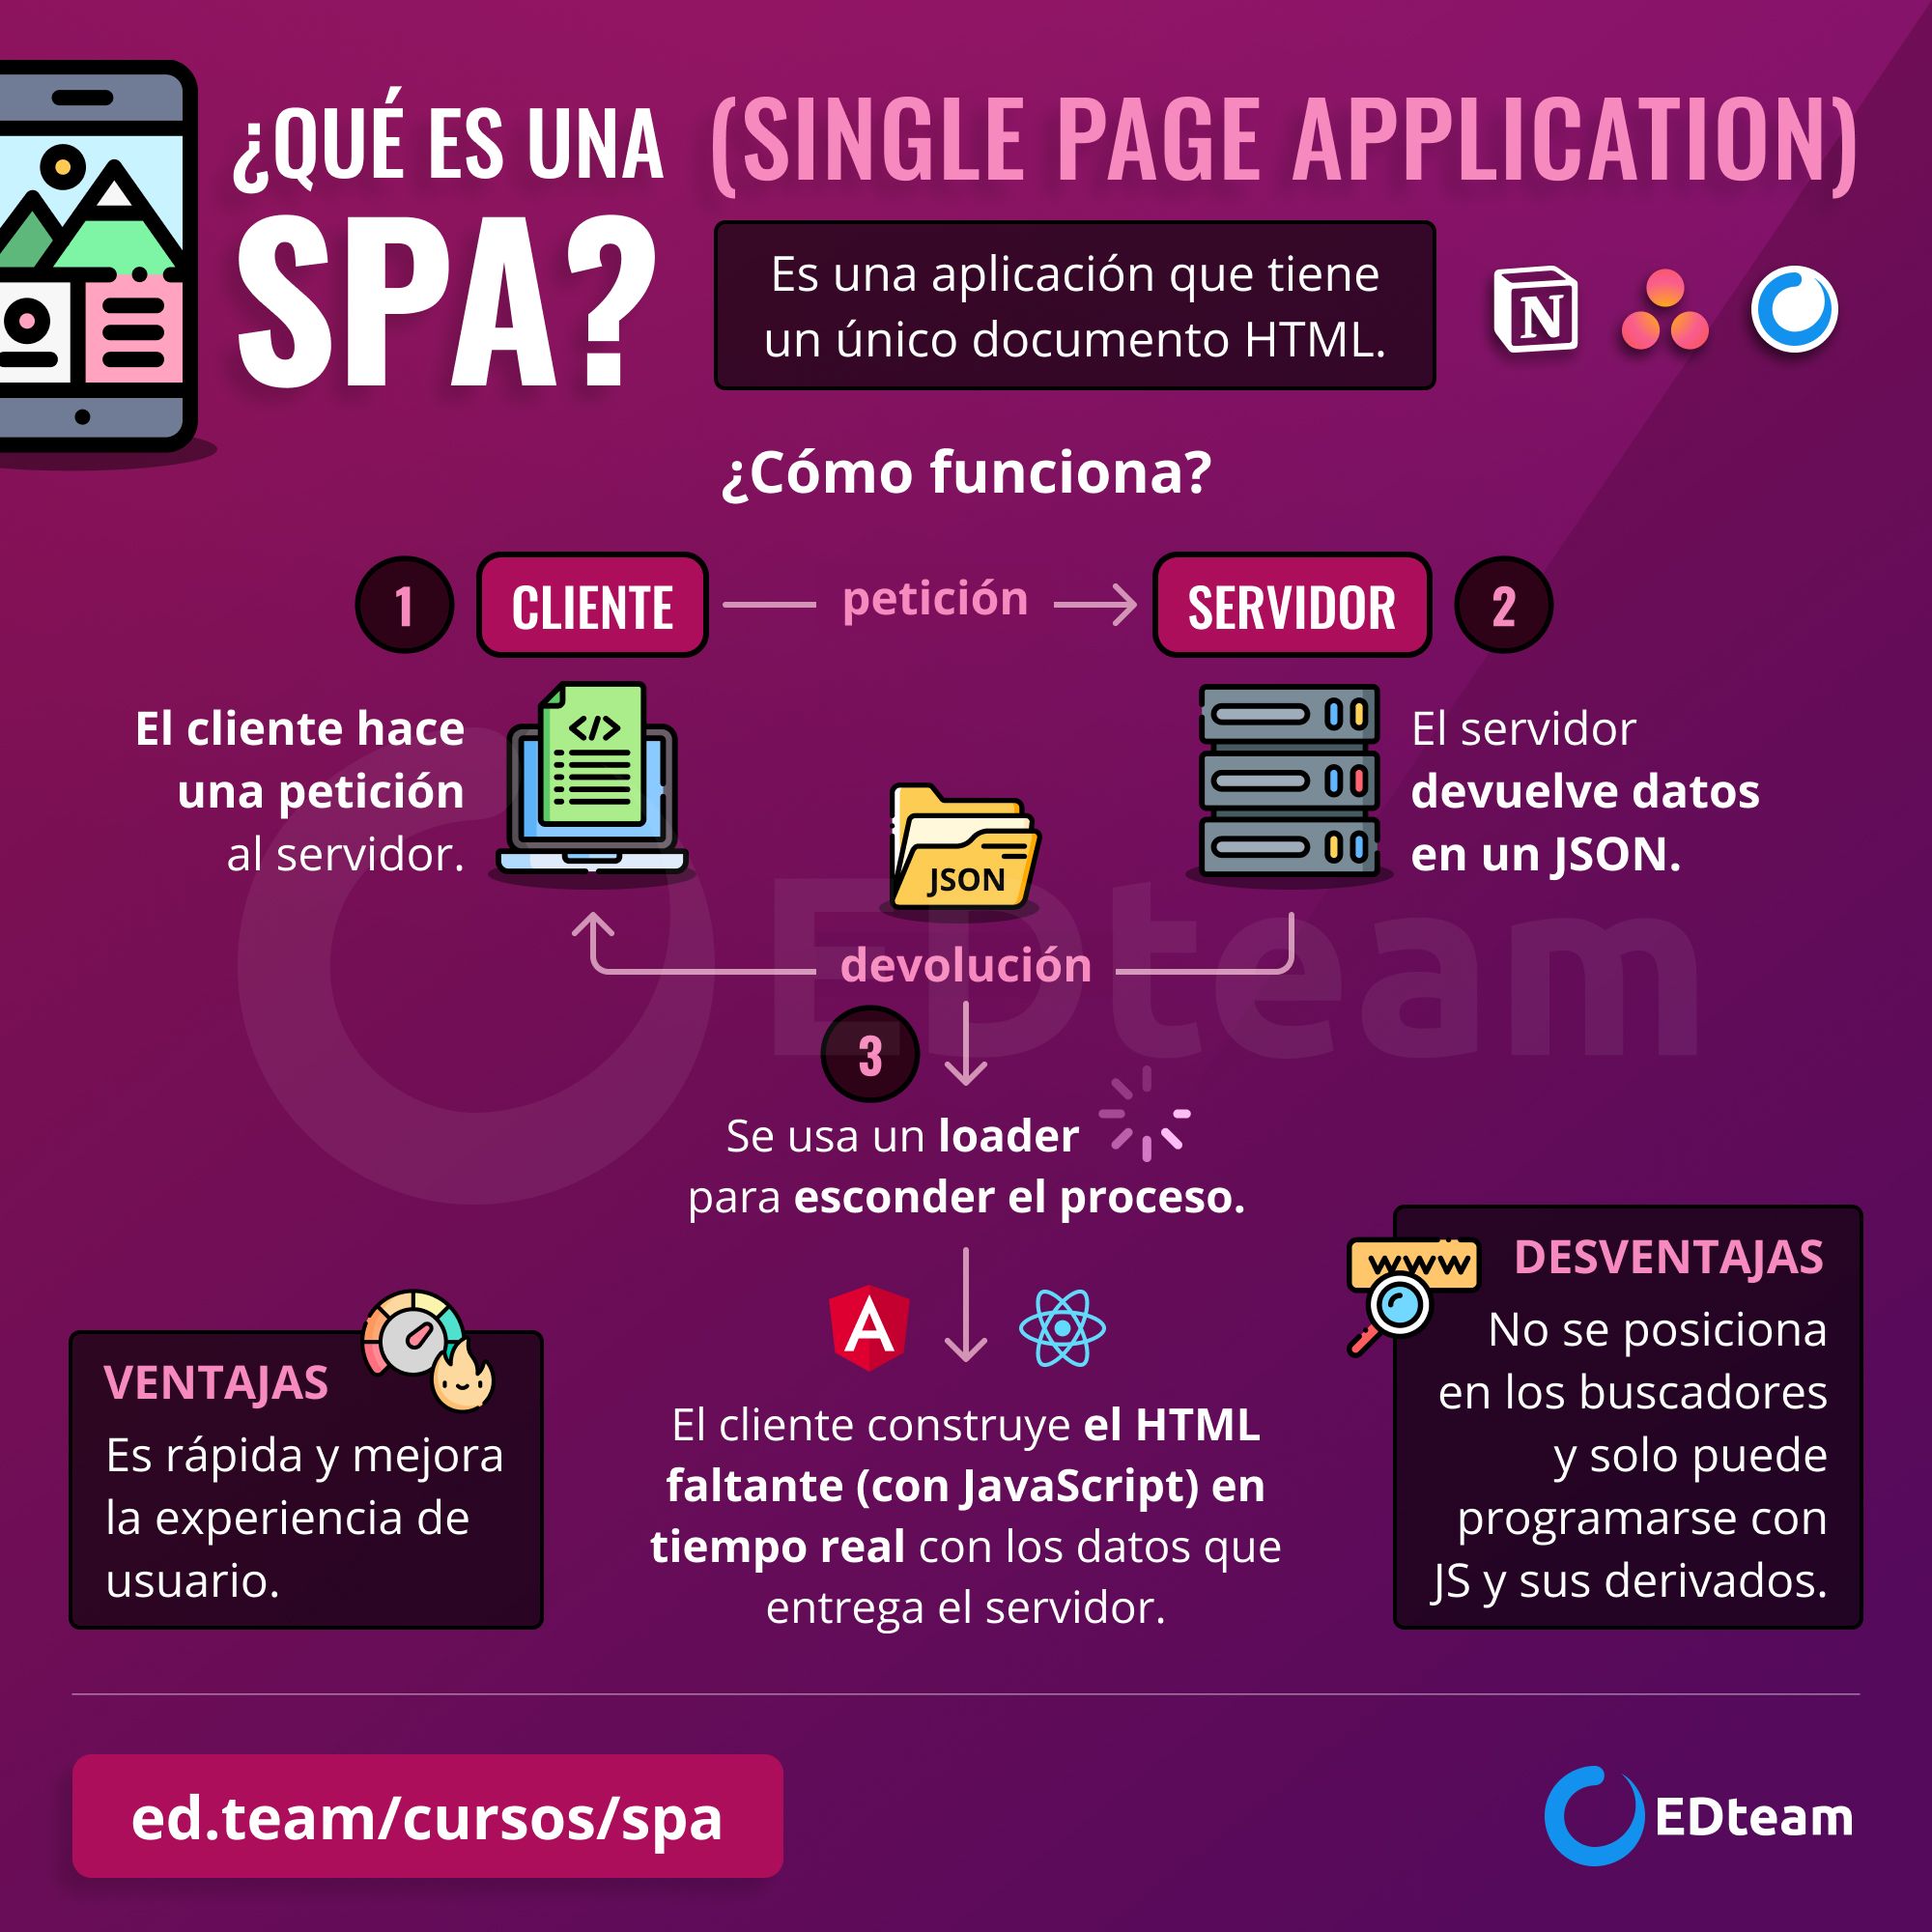 ¿QUÉ ES UNA
SPA?
(SINGLE PAGE APPLICATION)
Es una aplicación que tiene
un único documento HTML.
N
¿Cómo funciona?
1
CLIENTE
petición
SERVIDOR
2
El cliente hace
una petición
al servidor.
</>
JSON
El servidor
devuelve datos
en un JSON.
devolución
EDteam
3
Se usa un loader
para esconder el proceso.
A
El cliente construye el HTML
faltante (con JavaScript) en
tiempo real con los datos que
entrega el servidor.
VENTAJAS
Es rápida y mejora
la experiencia de
usuario.
www
DESVENTAJAS
No se posiciona
en los buscadores
y solo puede
programarse con
JS y sus derivados.
ed.team/cursos/spa
EDteam